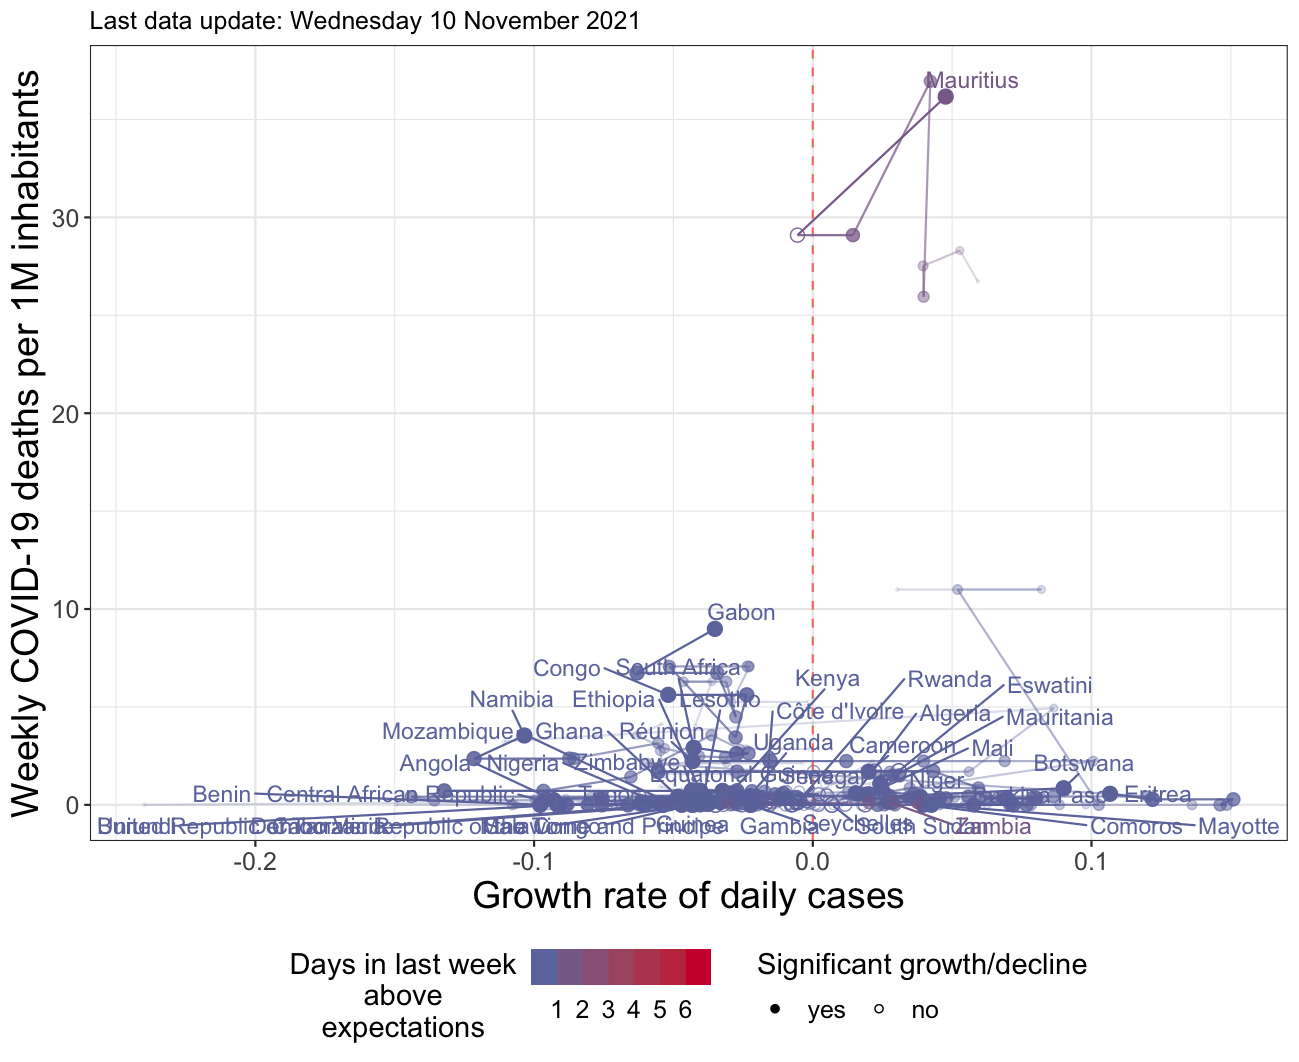 Last data update: Wednesday 10 November 2021
Weekly COVID-19 deaths per 1M inhabitants
30
20
10
0
Mauritius
Gabon
Congo
South Africa
Kenya
Rwanda
Eswatini
Namibia
Ethiopia
Lesotho
Côte d'Ivoire
Algeria
Mauritania
Mozambique
Ghana
Réunion
Uganda
Cameroon
Mali
Angola
Nigeria
Zimbabwe
Botswana
Equatorial Guinea
Senegal
Niger
Benin
Central African Republic
Togo
Eritrea
Guinea
Gambia
Seychelles
South Sudan
Zambia
Comoros
Mayotte
-0.2
-0.1
0.0
0.1
Growth rate of daily cases
Days in last week
above
expectations
1 2 3 4 5 6
Significant growth/decline
yes
no